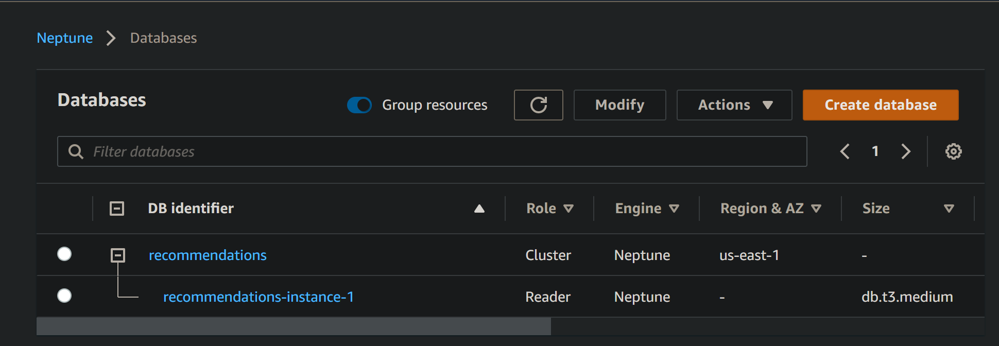 Neptune > Databases
Databases
Group resources
Modify
Actions
Create database
Filter databases
1
DB identifier Role Engine Region & AZ Size
recommendations Cluster Neptune us-east-1 -
recommendations-instance-1 Reader Neptune - db.t3.medium